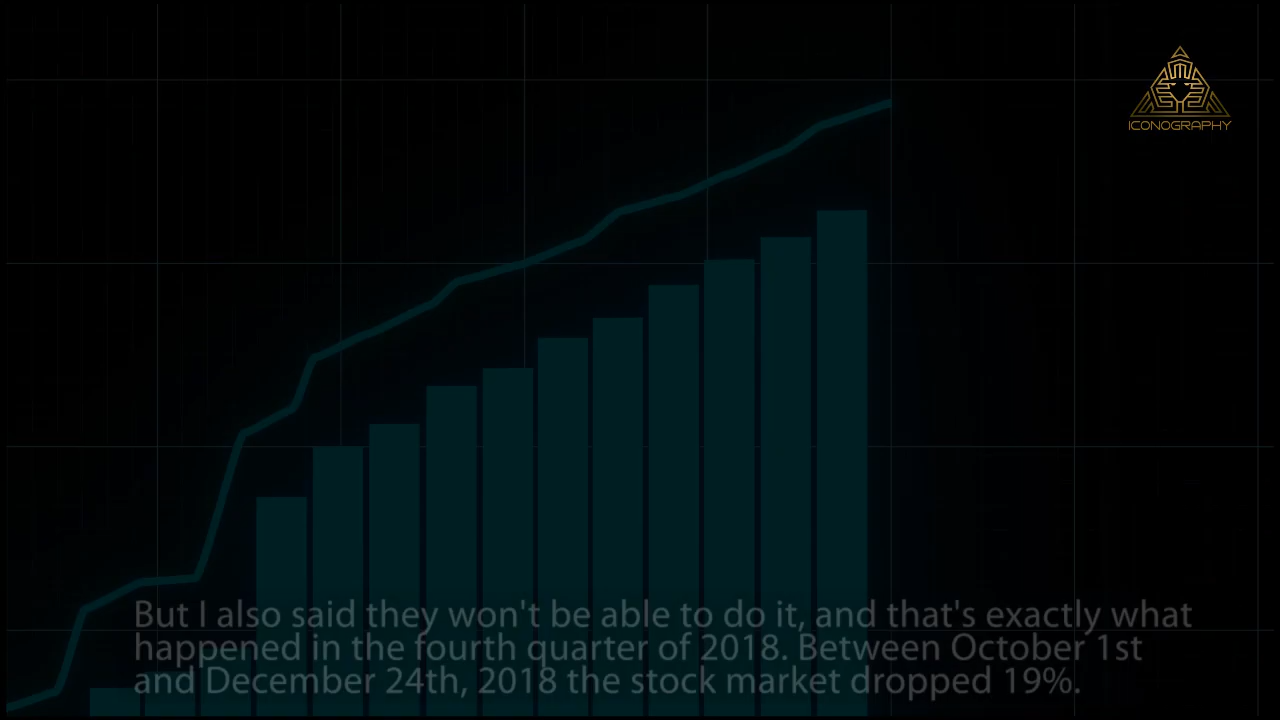 ICONOGRAPHY
But I also said they won't be able to do it, and that's exactly what
happened in the fourth quarter of 2018. Between October 1st
and December 24th, 2018 the stock market dropped 19%.